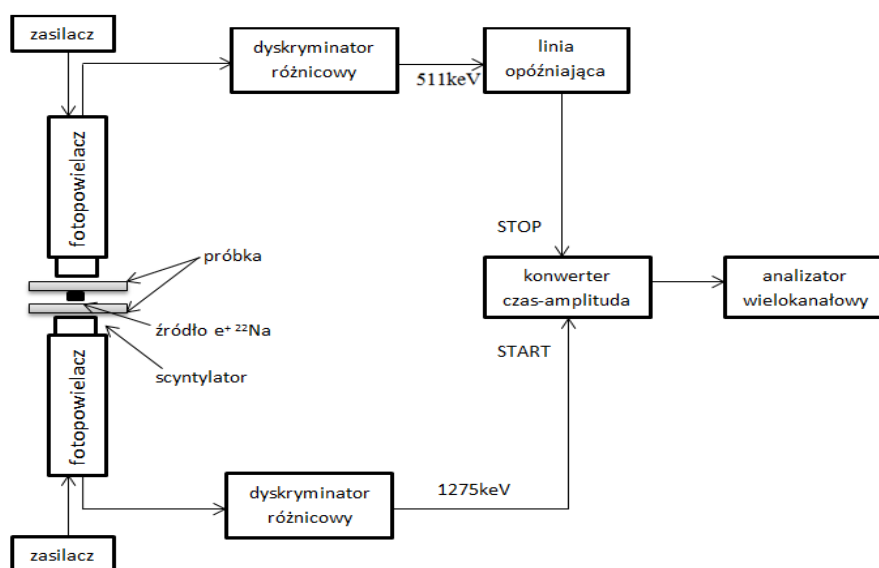 zasilacz
dyskryminator
różnicowy
511keV
linia
opóźniająca
fotopowielacz
STOP
próbka
konwerter
czas-amplituda
analizator
wielokanałowy
źródło e⁺ ²²Na
START
scyntylator
fotopowielacz
dyskryminator
różnicowy
1275keV
zasilacz